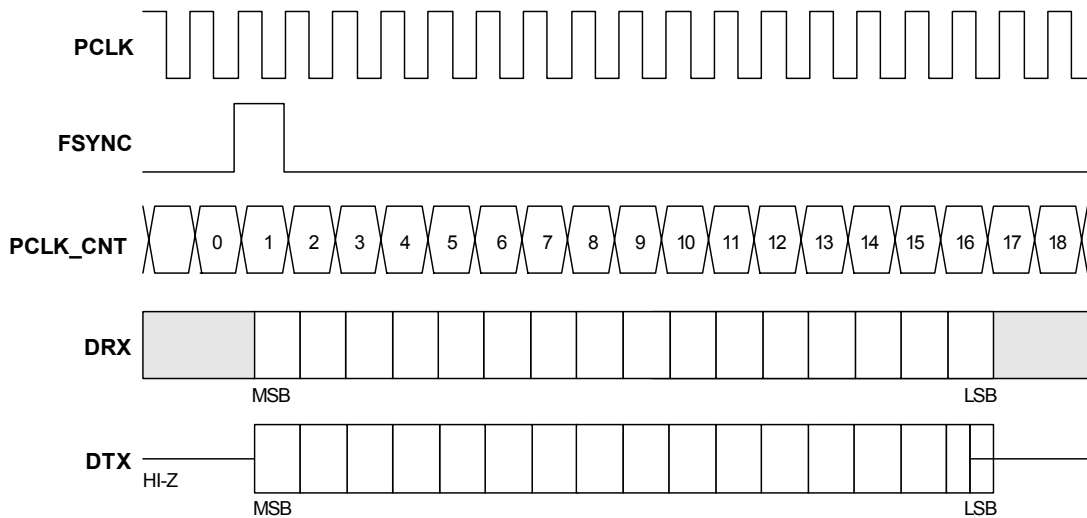 PCLK
FSYNC
PCLK_CNT 0 1 2 3 4 5 6 7 8 9 10 11 12 13 14 15 16 17 18
DRX
MSB LSB
DTX
HI-Z
MSB LSB